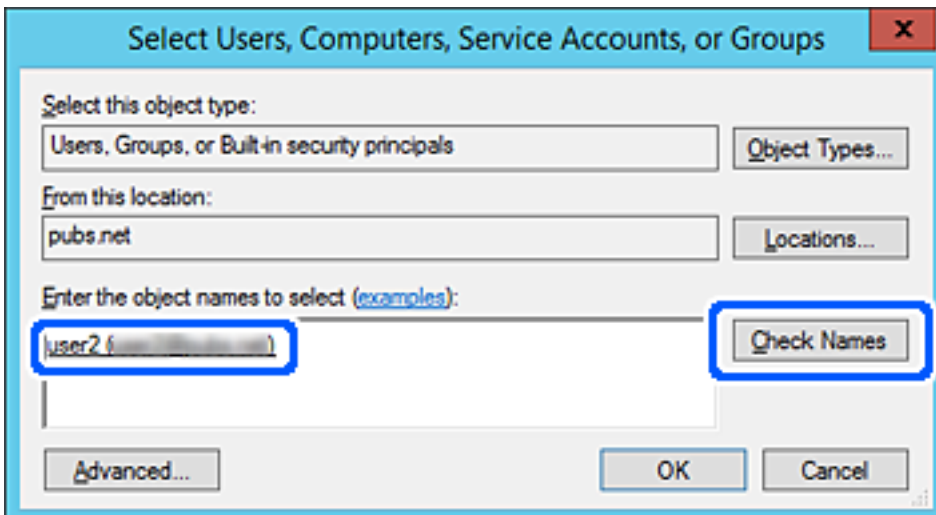 Select Users, Computers, Service Accounts, or Groups
x
Select this object type:
Users, Groups, or Built-in security principals
Object Types...
From this location:
pubs.net
Locations...
Enter the object names to select (examples):
user2 (
Check Names
Advanced...
OK
Cancel